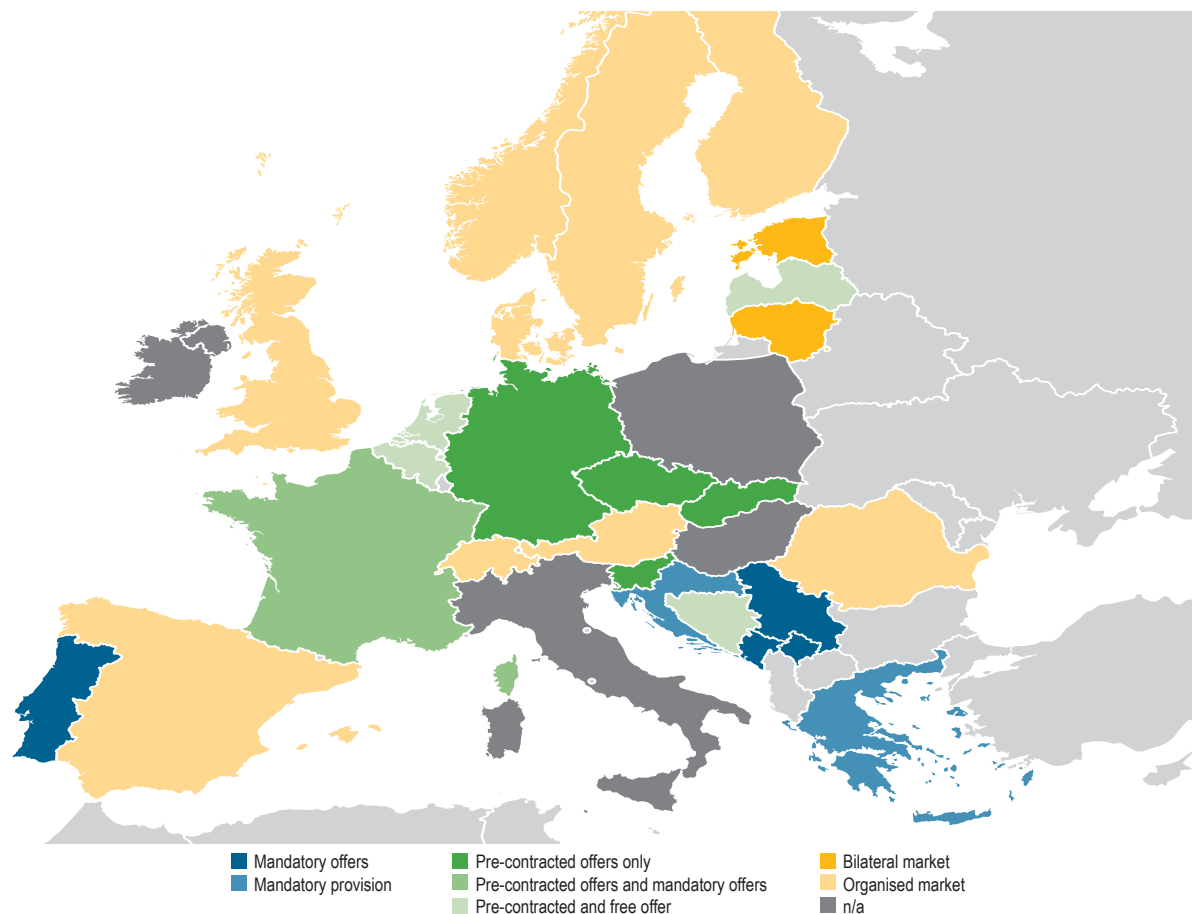 Mandatory offers
Mandatory provision
Pre-contracted offers only
Pre-contracted offers and mandatory offers
Pre-contracted and free offer
Bilateral market
Organised market
n/a